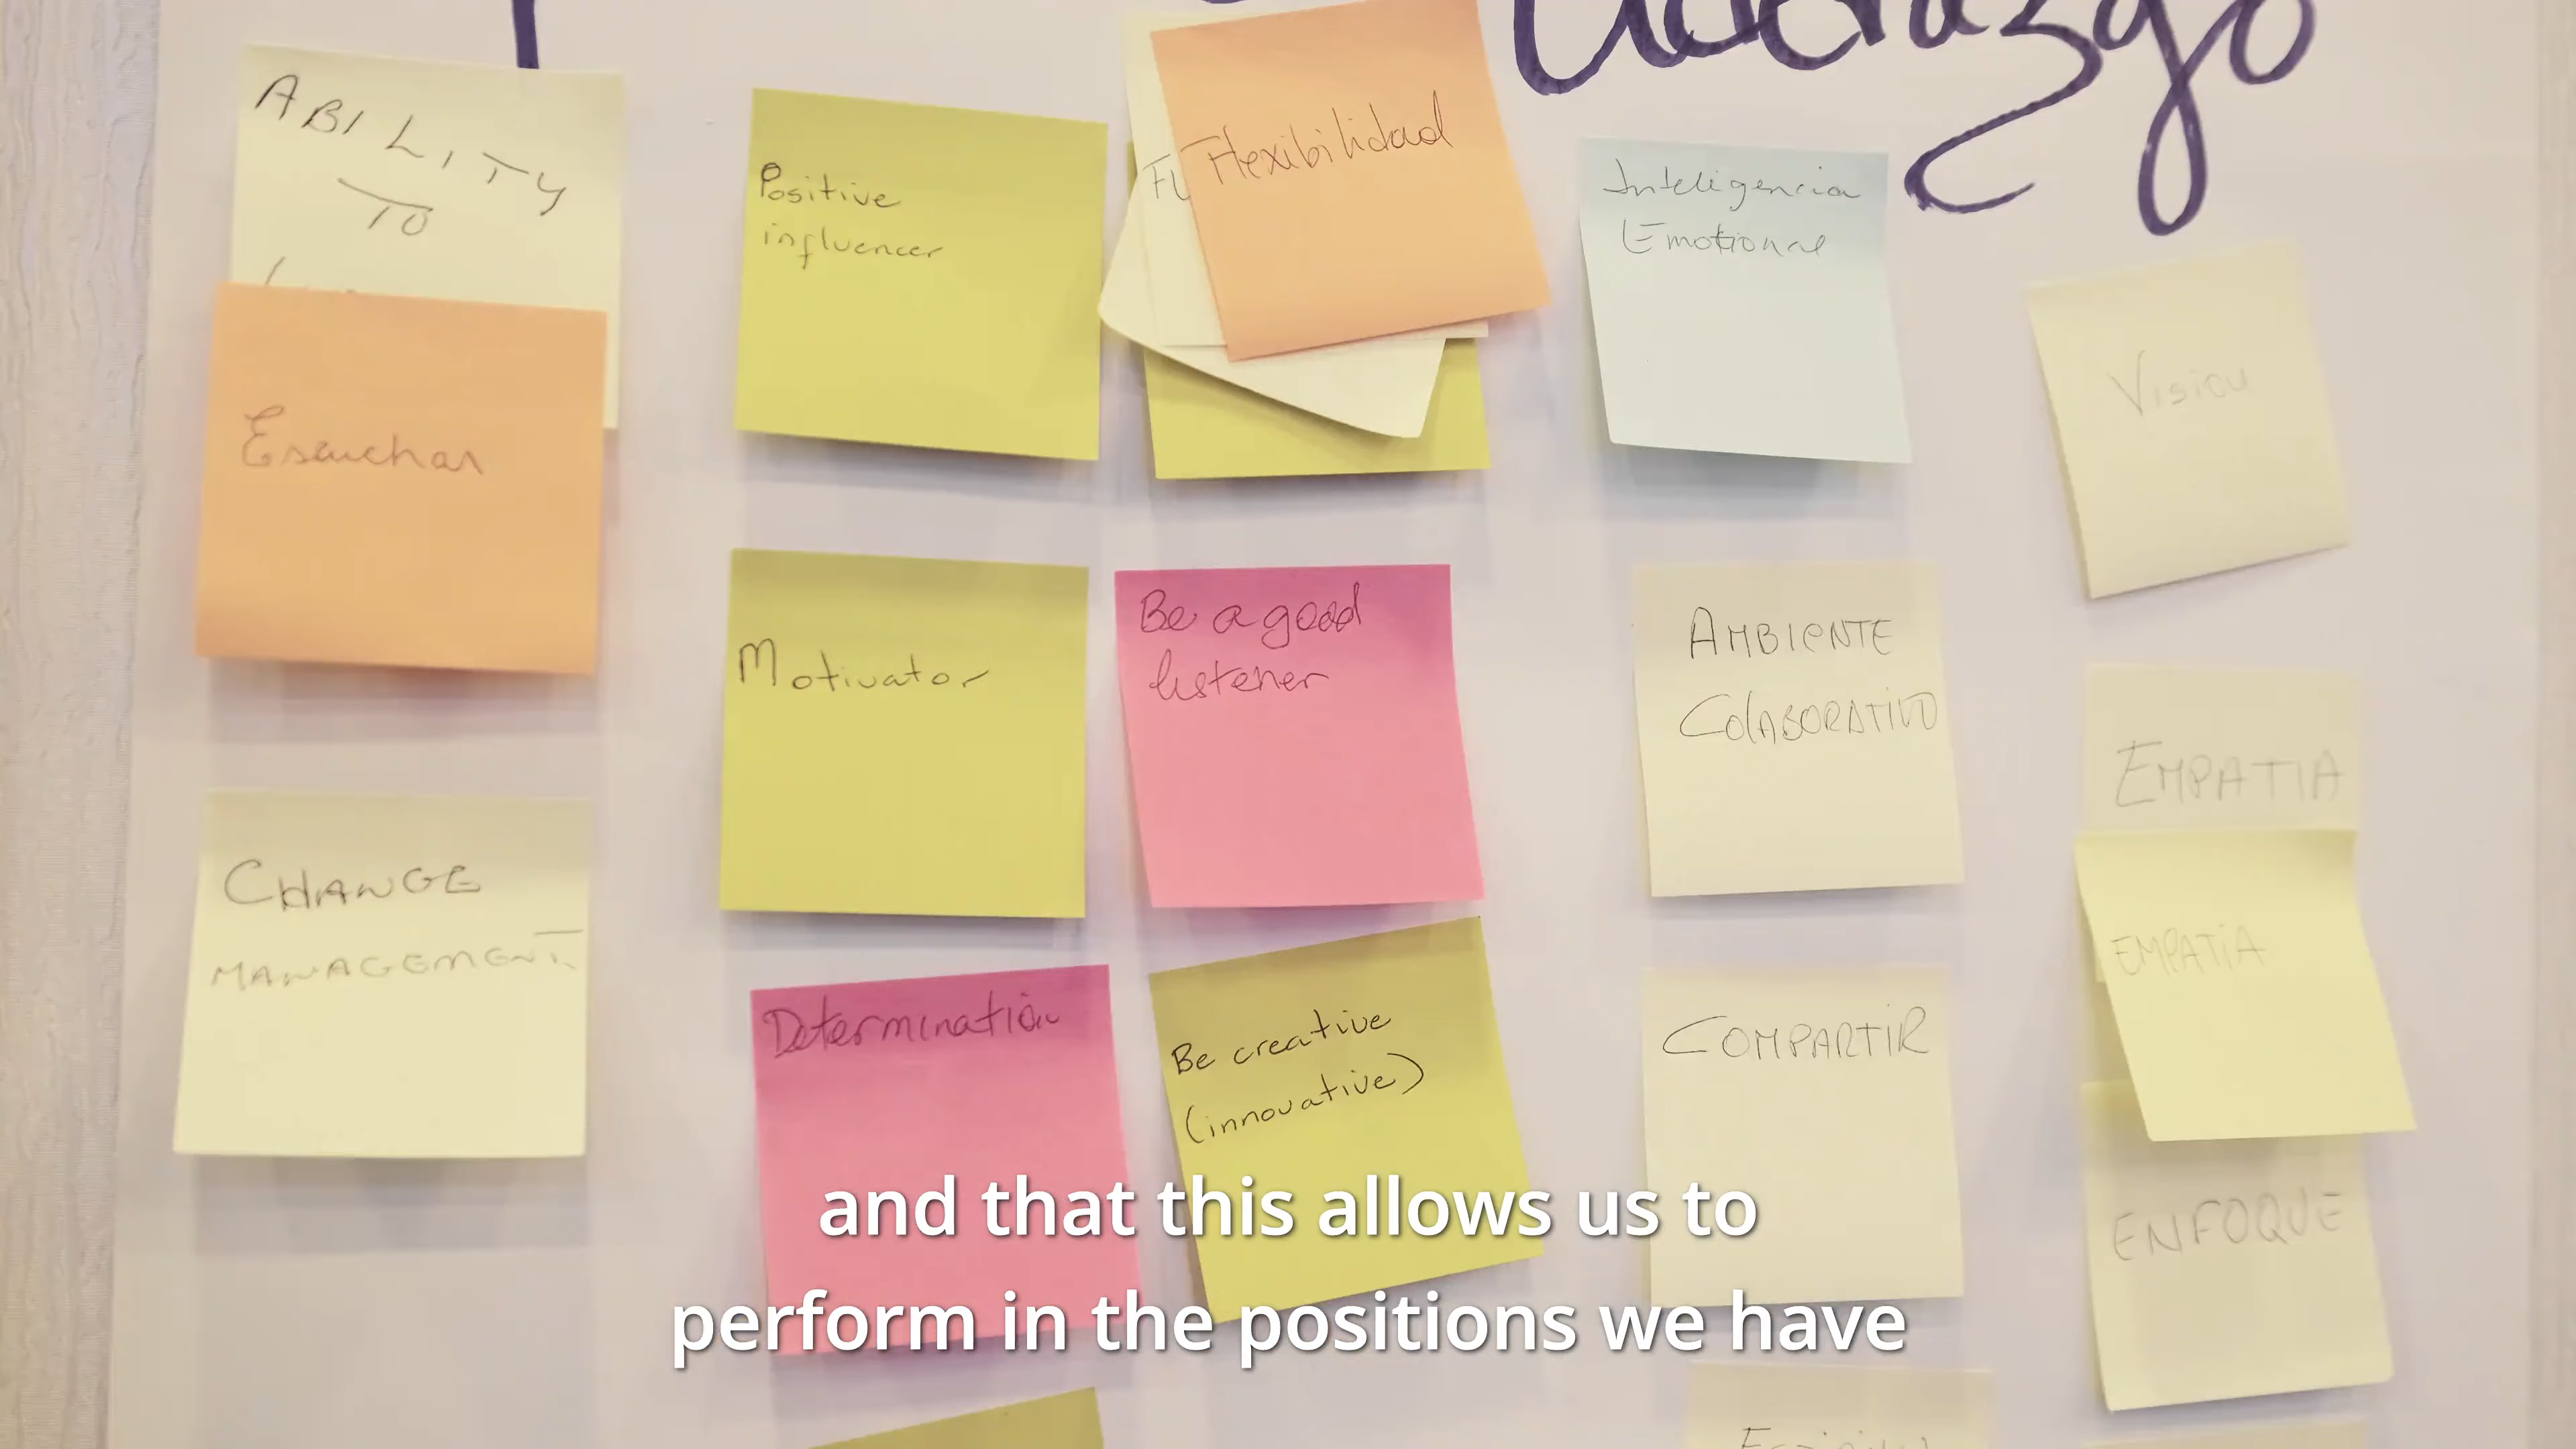 Liderazgo
ABILITY
TO
Escuchar
CHANGE
MANAGEMENT
Positive
influencer
Motivator
Determination
Flexibilidad
Be a good
listener
Be creative
(innovative)
Inteligencia
Emotional
AMBIENTE
COLABORATIVO
COMPARTIR
Vision
EMPATIA
EMPATIA
ENFOQUE
and that this allows us to
perform in the positions we have